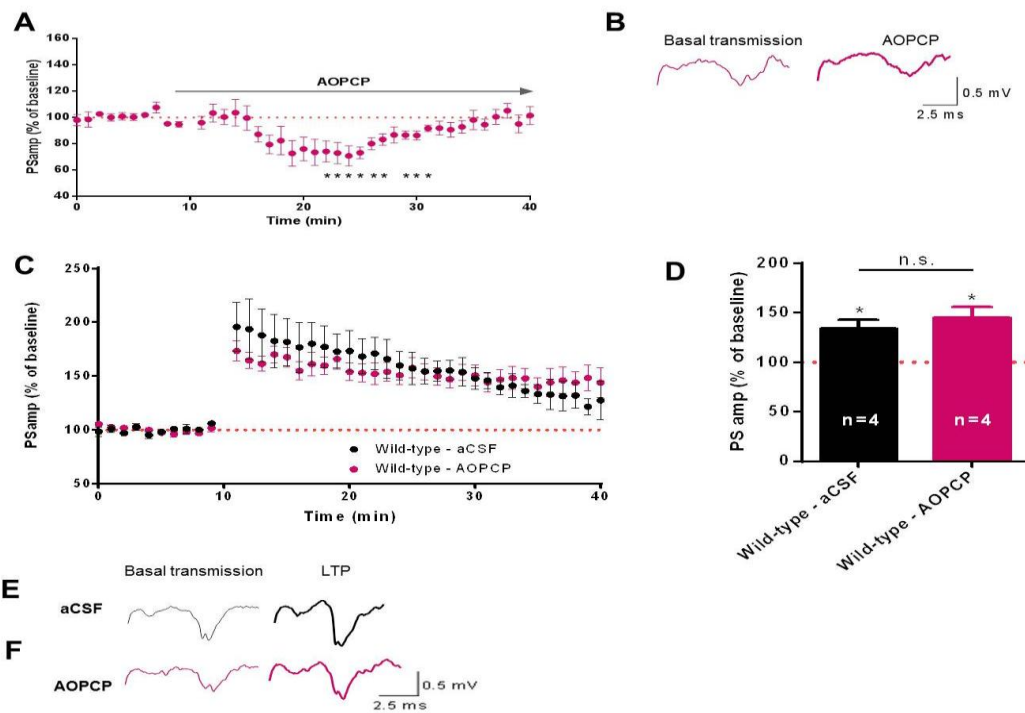 A
PSamp (% of baseline)
160
140
120
100
80
60
40
AOPCP
* * * * * * * * *
0
10
20
30
40
Time (min)
B
Basal transmission
AOPCP
0.5 mV
2.5 ms
C
PSamp (% of baseline)
250
200
150
100
50
Wild-type - aCSF
Wild-type - AOPCP
0
10
20
30
40
Time (min)
D
PS amp (% of baseline)
200
150
100
50
0
n.s.
*
*
n=4
n=4
Wild-type - aCSF
Wild-type - AOPCP
Basal transmission
LTP
E
aCSF
F
AOPCP
0.5 mV
2.5 ms